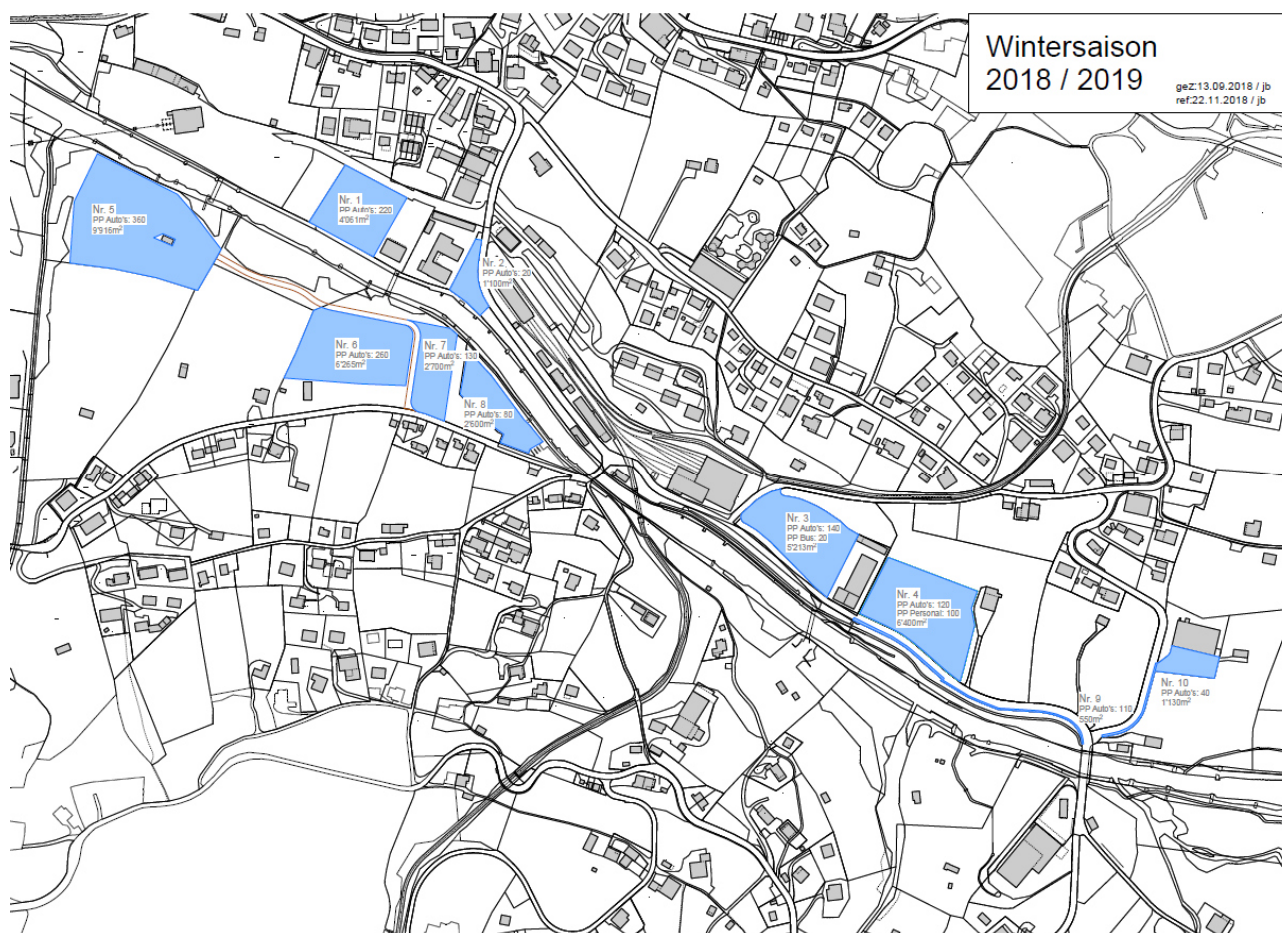 Wintersaison
2018 / 2019
gez:13.09.2018 / jb
ref:22.11.2018 / jb
Nr. 1
PP Auto's: 220
4'061m²
Nr. 5
PP Auto's: 360
9'916m²
Nr. 2
PP Auto's: 20
1'100m²
Nr. 6
PP Auto's: 260
6'265m²
Nr. 7
PP Auto's: 130
2'700m²
Nr. 8
PP Auto's: 80
2'600m²
Nr. 3
PP Auto's: 140
PP Bus: 20
5'213m²
Nr. 4
PP Auto's: 120
PP Personal: 100
6'400m²
Nr. 9
PP Auto's: 110
550m²
Nr. 10
PP Auto's: 40
1'130m²